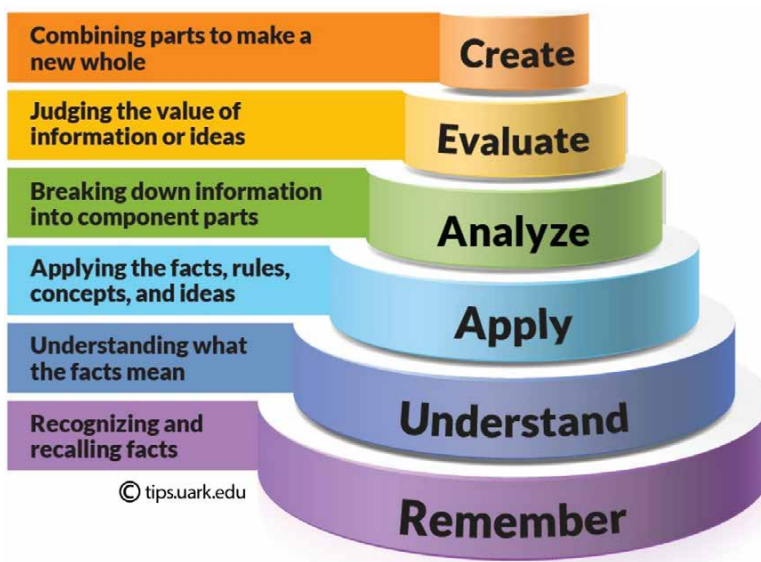 Combining parts to make a
new whole
Create
Judging the value of
information or ideas
Evaluate
Breaking down information
into component parts
Analyze
Applying the facts, rules,
concepts, and ideas
Apply
Understanding what
the facts mean
Understand
Recognizing and
recalling facts
Remember
© tips.uark.edu